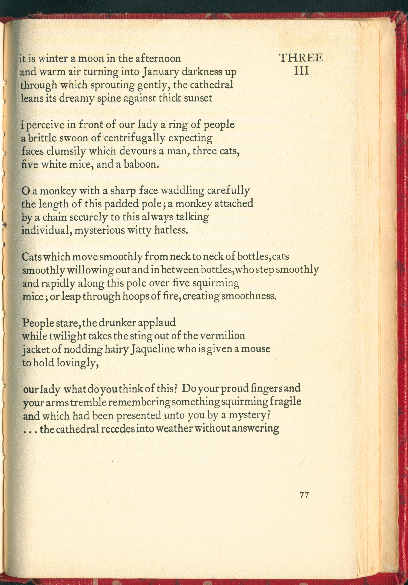 it is winter a moon in the afternoon
THREE
and warm air turning into January darkness up
III
through which sprouting gently, the cathedral
leans its dreamy spine against thick sunset
i perceive in front of our lady a ring of people
a brittle swoon of centrifugally expecting
faces clumsily which devours a man, three cats,
five white mice, and a baboon.
O a monkey with a sharp face waddling carefully
the length of this padded pole; a monkey attached
by a chain securely to this always talking
individual, mysterious witty hatless.
Cats which move smoothly from neck to neck of bottles, cats
smoothly willowing out and in between bottles, who step smoothly
and rapidly along this pole over five squirming
mice; or leap through hoops of fire, creating smoothness.
People stare, the drunker applaud
while twilight takes the sting out of the vermilion
jacket of nodding hairy Jaqueline who is given a mouse
to hold lovingly,
our lady what do you think of this? Do your proud fingers and
your arms tremble remembering something squirming fragile
and which had been presented unto you by a mystery?
. . . the cathedral recedes into weather without answering
77